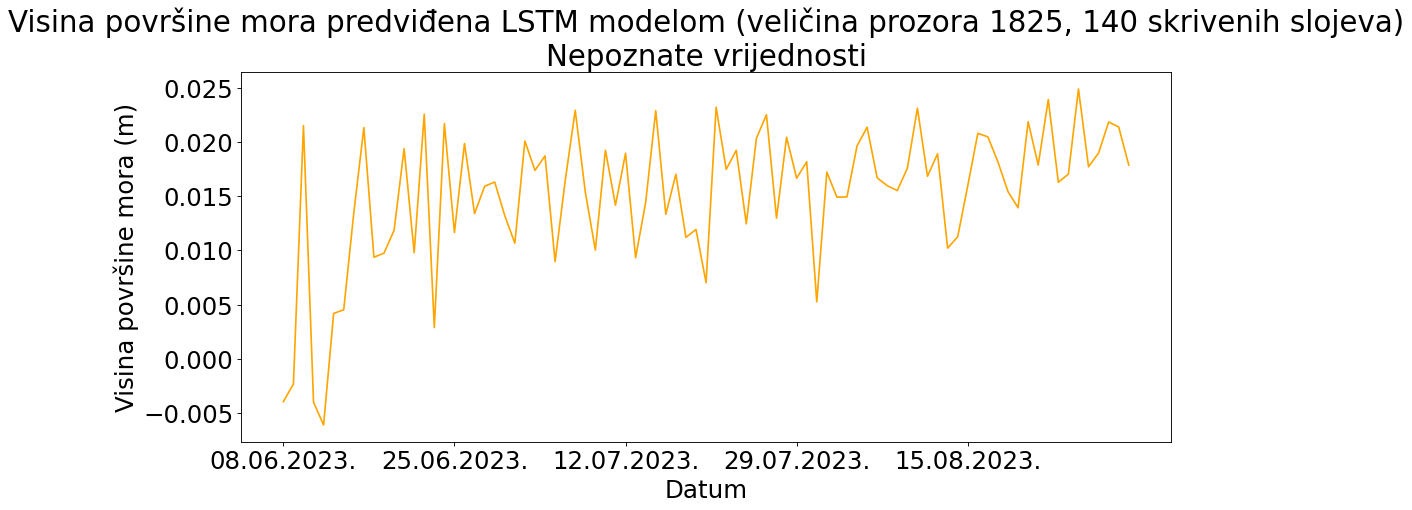 Visina površine mora predviđena LSTM modelom (veličina prozora 1825, 140 skrivenih slojeva)
Nepoznate vrijednosti
Visina površine mora (m)
0.025
0.020
0.015
0.010
0.005
0.000
−0.005
08.06.2023. 25.06.2023. 12.07.2023. 29.07.2023. 15.08.2023.
Datum